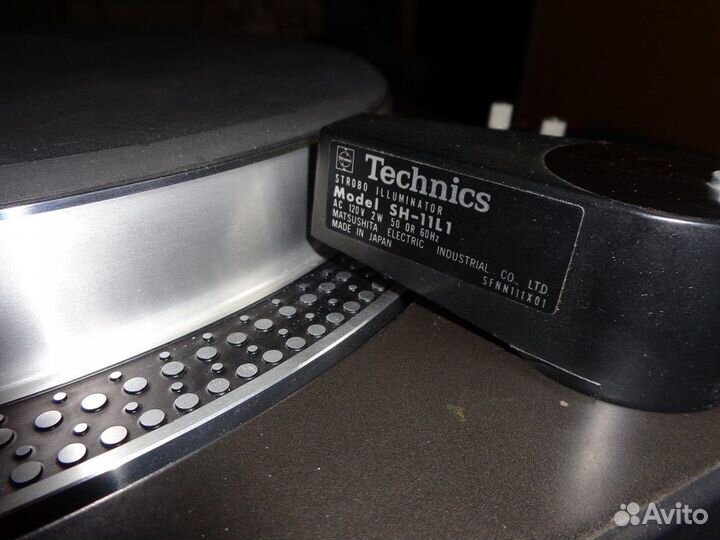 Technics
STROBO ILLUMINATOR
Model SH-11L1
AC 120V 2W 50 OR 60Hz
MATSUSHITA ELECTRIC INDUSTRIAL CO., LTD.
MADE IN JAPAN
SFNN111X01
Avito